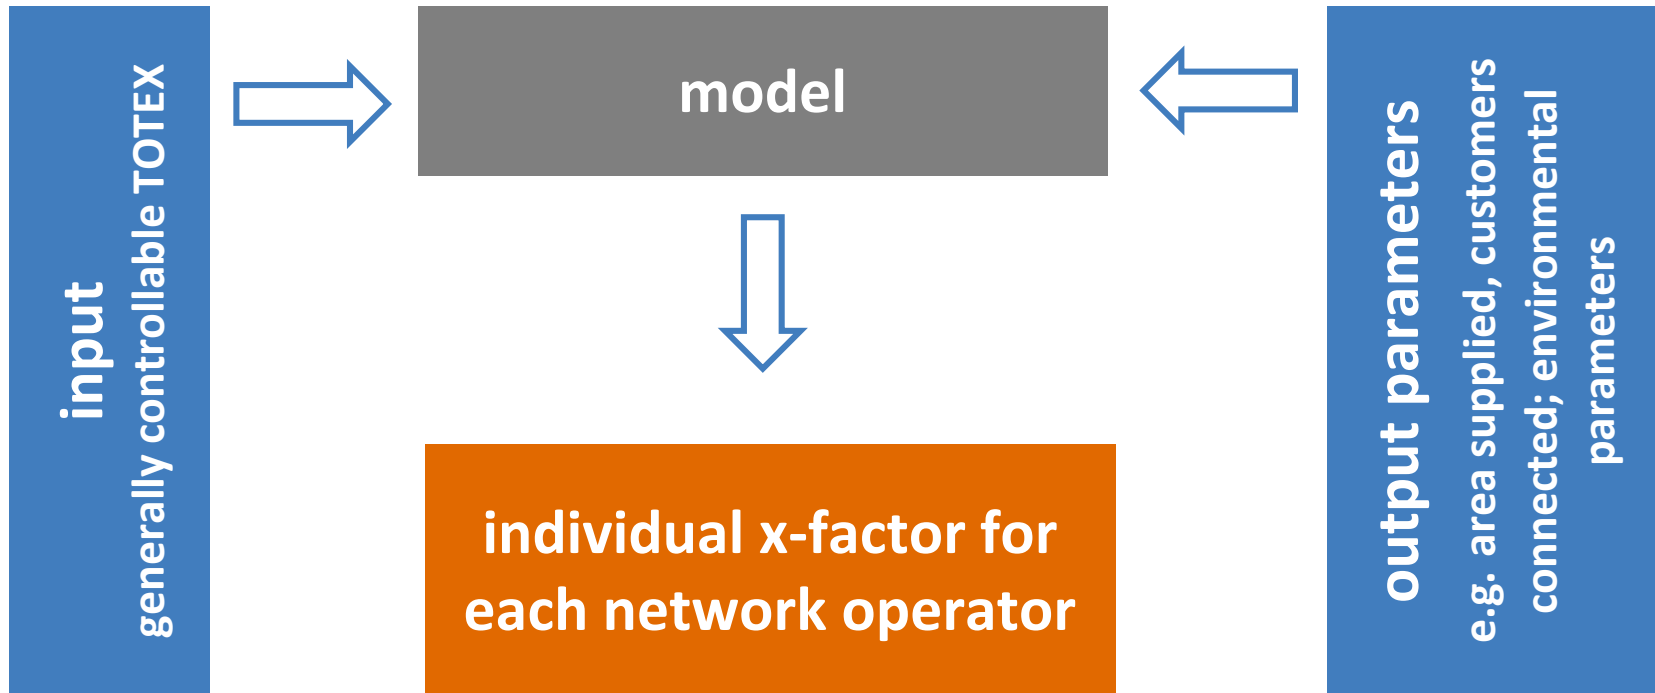 input
generally controllable TOTEX
model
individual x-factor for
each network operator
output parameters
e.g. area supplied, customers
connected; environmental
parameters